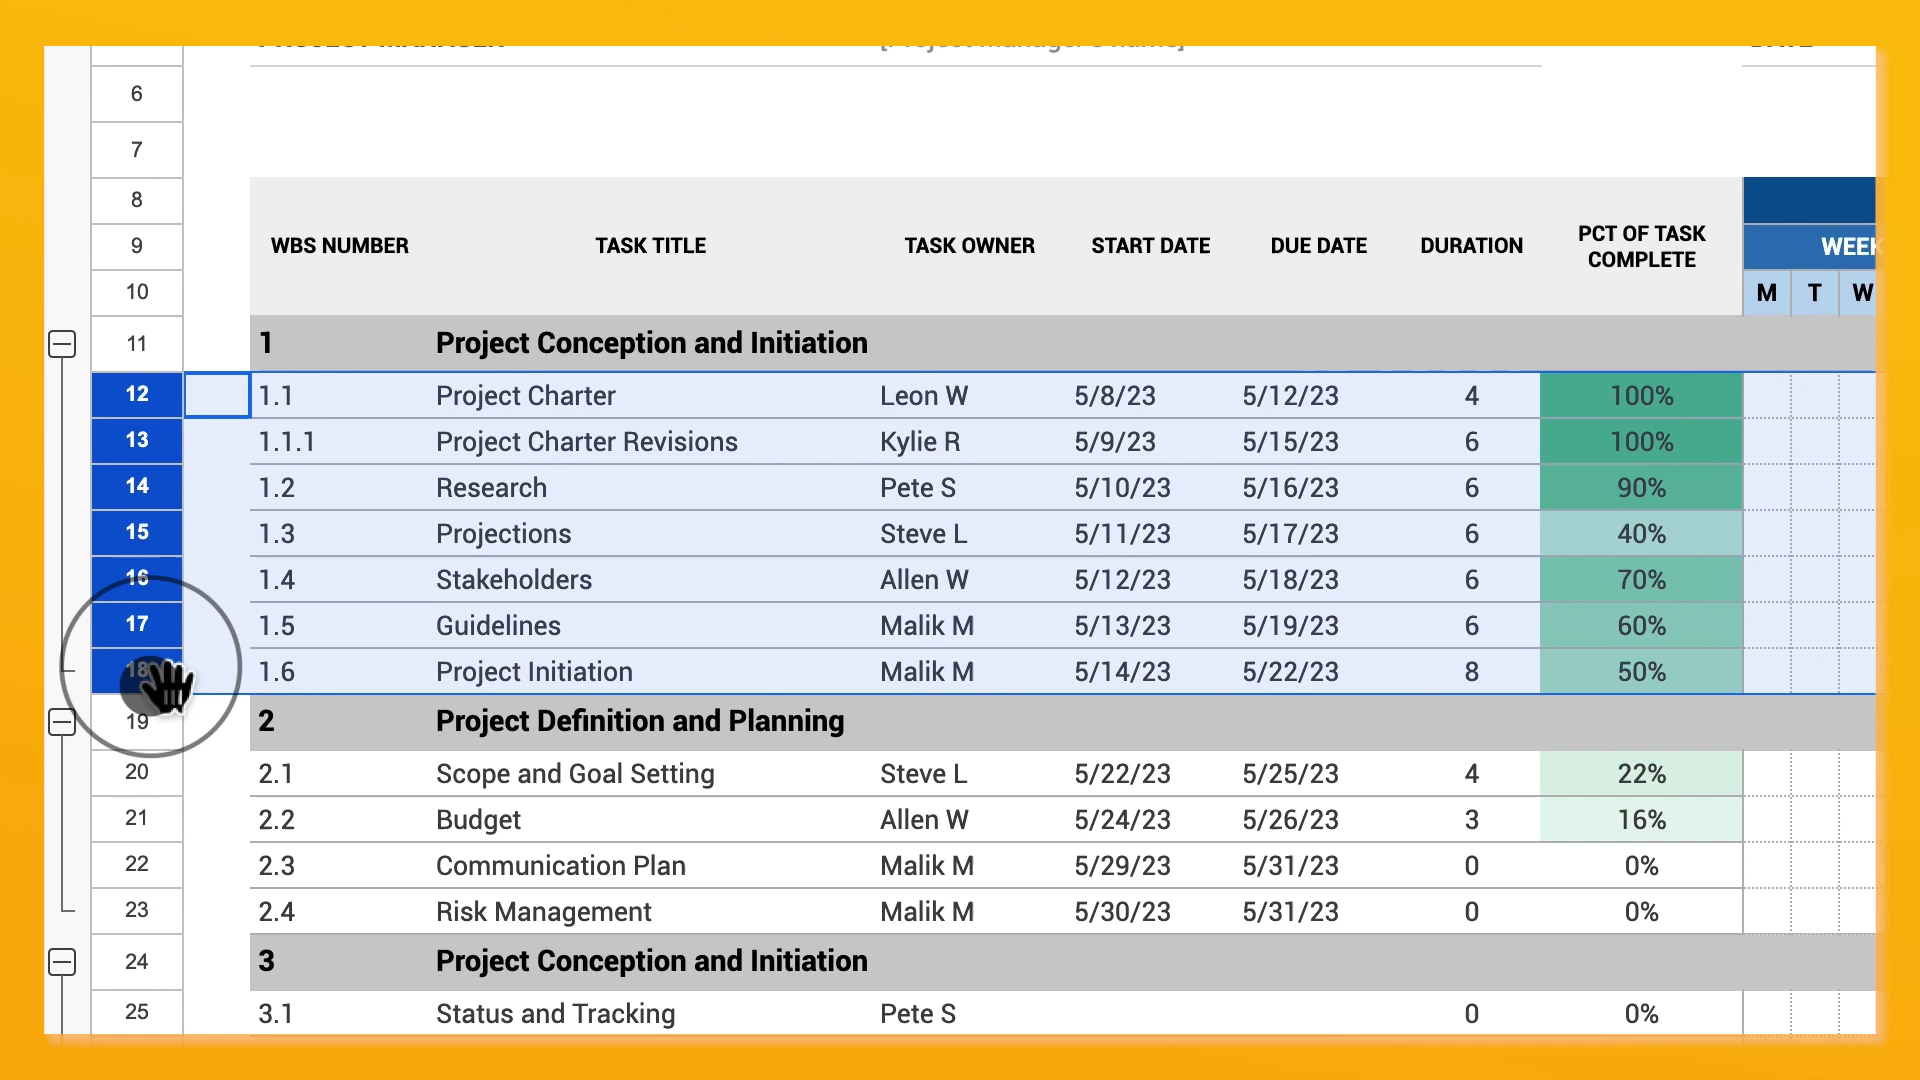 6
7
8
9 WBS NUMBER TASK TITLE TASK OWNER START DATE DUE DATE DURATION PCT OF TASK COMPLETE WEEK
10 M T W
11 1 Project Conception and Initiation
12 1.1 Project Charter Leon W 5/8/23 5/12/23 4 100%
13 1.1.1 Project Charter Revisions Kylie R 5/9/23 5/15/23 6 100%
14 1.2 Research Pete S 5/10/23 5/16/23 6 90%
15 1.3 Projections Steve L 5/11/23 5/17/23 6 40%
16 1.4 Stakeholders Allen W 5/12/23 5/18/23 6 70%
17 1.5 Guidelines Malik M 5/13/23 5/19/23 6 60%
18 1.6 Project Initiation Malik M 5/14/23 5/22/23 8 50%
19 2 Project Definition and Planning
20 2.1 Scope and Goal Setting Steve L 5/22/23 5/25/23 4 22%
21 2.2 Budget Allen W 5/24/23 5/26/23 3 16%
22 2.3 Communication Plan Malik M 5/29/23 5/31/23 0 0%
23 2.4 Risk Management Malik M 5/30/23 5/31/23 0 0%
24 3 Project Conception and Initiation
25 3.1 Status and Tracking Pete S 0 0%